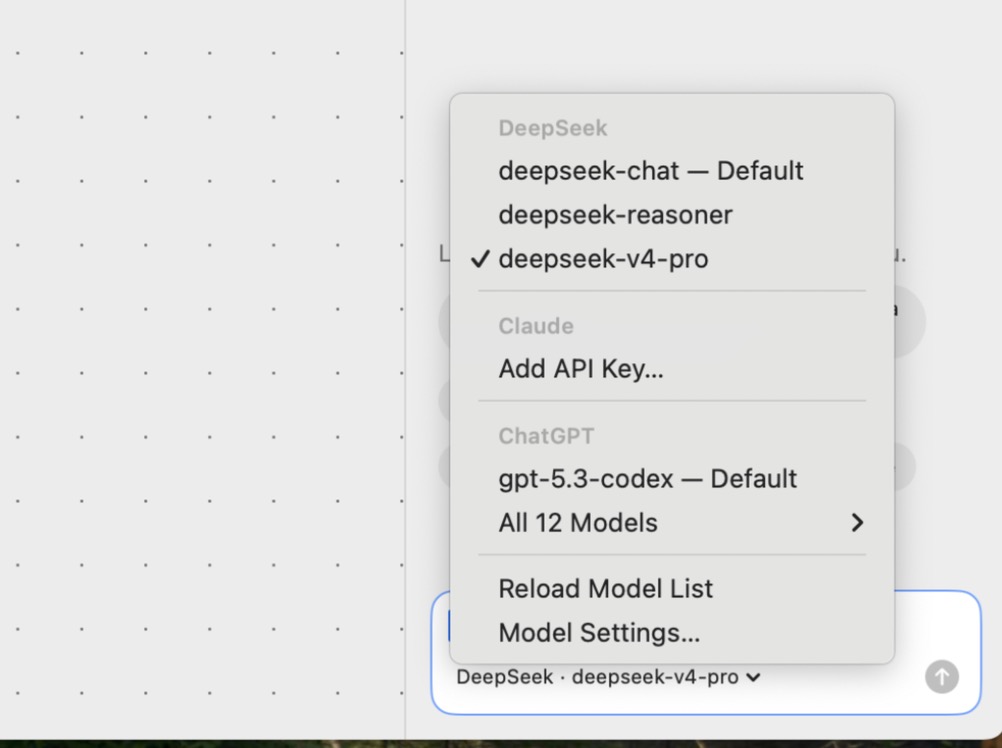 DeepSeek
deepseek-chat — Default
deepseek-reasoner
✓ deepseek-v4-pro
Claude
Add API Key...
ChatGPT
gpt-5.3-codex — Default
All 12 Models
Reload Model List
Model Settings...
DeepSeek · deepseek-v4-pro